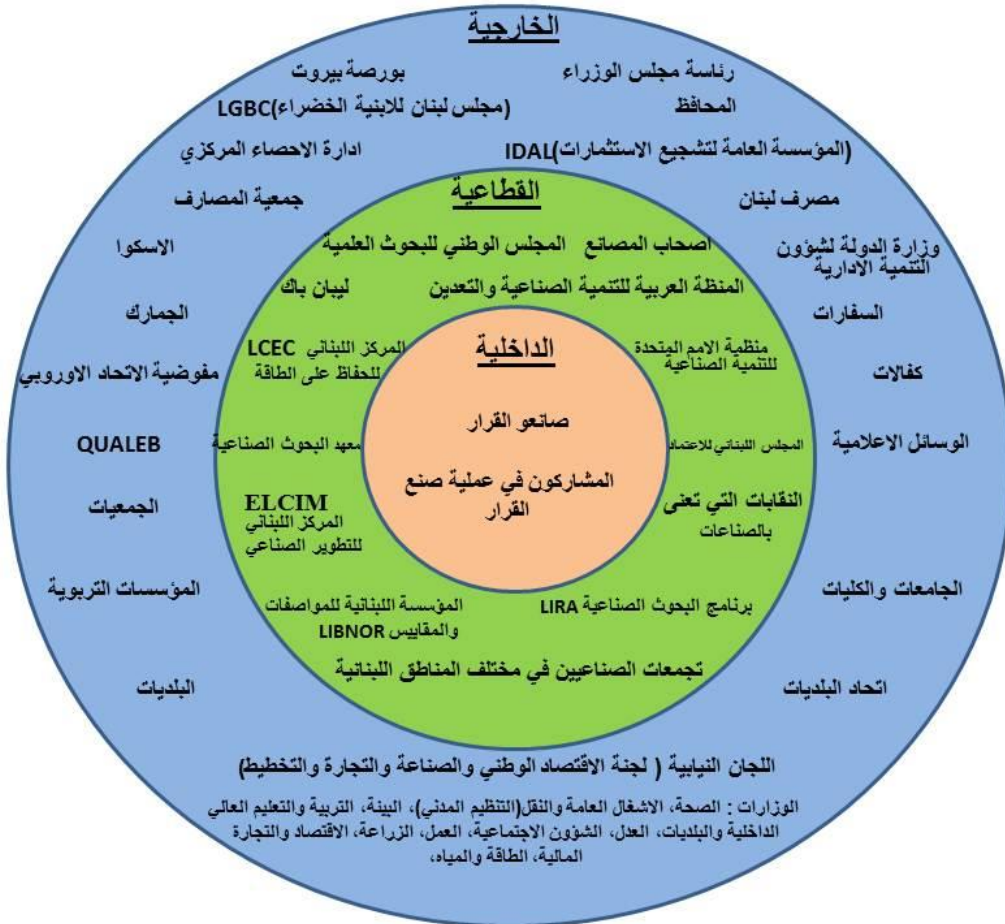 الخارجية
رئاسة مجلس الوزراء
بورصة بيروت
المحافظ
LGBC(مجلس لبنان للابنية الخضراء)
IDAL(المؤسسة العامة لتشجيع الاستثمارات)
ادارة الاحصاء المركزي
مصرف لبنان
جمعية المصارف
وزارة الدولة لشؤون
التنمية الادارية
الاسكوا
السفارات
الجمارك
كفالات
مفوضية الاتحاد الاوروبي
الوسائل الاعلامية
QUALEB
الجمعيات
الجامعات والكليات
المؤسسات التربوية
اتحاد البلديات
البلديات
اللجان النيابية ( لجنة الاقتصاد الوطني والصناعة والتجارة والتخطيط)
الوزارات : الصحة، الاشغال العامة والنقل(التنظيم المدني)، البيئة، التربية والتعليم العالي
الداخلية والبلديات، العدل، الشؤون الاجتماعية، العمل، الزراعة، الاقتصاد والتجارة
المالية، الطاقة والمياه،
القطاعية
اصحاب المصانع
المجلس الوطني للبحوث العلمية
المنظة العربية للتنمية الصناعية والتعدين
ليبان باك
منظمة الامم المتحدة
للتنمية الصناعية
المركز اللبناني LCEC
للحفاظ على الطاقة
المجلس اللبناني للاعتماد
معهد البحوث الصناعية
النقابات التي تعنى
بالصناعات
ELCIM
المركز اللبناني
للتطوير الصناعي
برنامج البحوث الصناعية LIRA
المؤسسة اللبنانية للمواصفات
والمقاييس LIBNOR
تجمعات الصناعيين في مختلف المناطق اللبنانية
الداخلية
صانعو القرار
المشاركون في عملية صنع
القرار